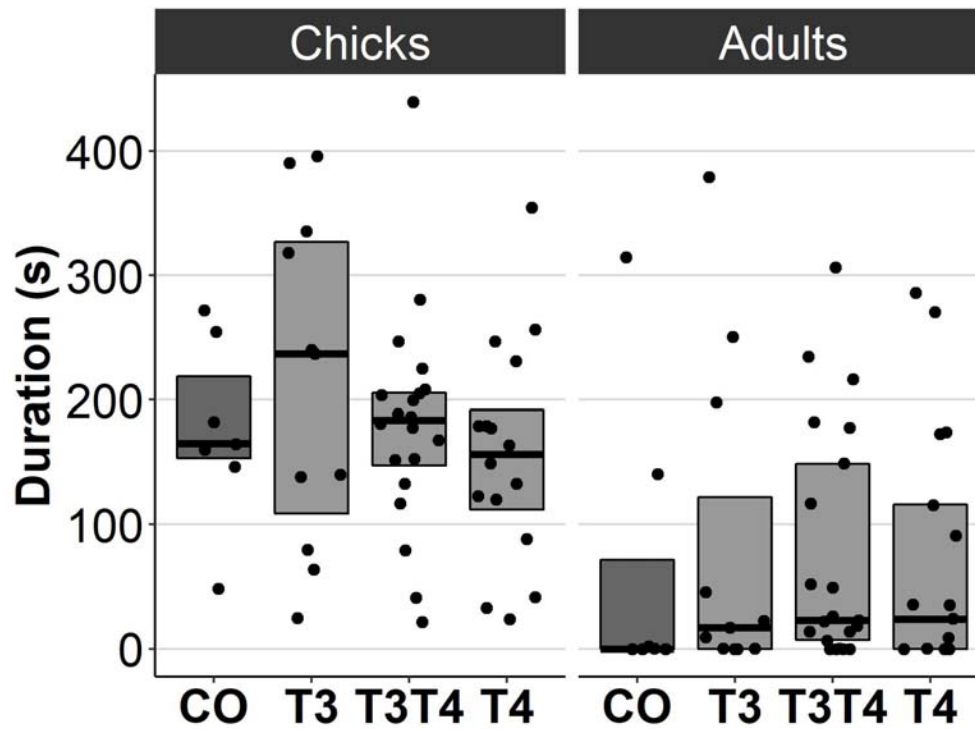 Chicks
Adults
Duration (s)
400
300
200
100
0
CO T3 T3T4 T4
CO T3 T3T4 T4